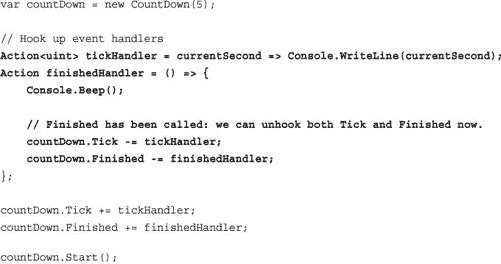 var countDown = new CountDown(5);
// Hook up event handlers
Action<uint> tickHandler = currentSecond => Console.WriteLine(currentSecond);
Action finishedHandler = () => {
Console.Beep();
// Finished has been called: we can unhook both Tick and Finished now.
countDown.Tick -= tickHandler;
countDown.Finished -= finishedHandler;
};
countDown.Tick += tickHandler;
countDown.Finished += finishedHandler;
countDown.Start();